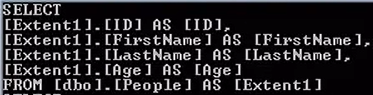 SELECT
[Extent1].[ID] AS [ID],
[Extent1].[FirstName] AS [FirstName],
[Extent1].[LastName] AS [LastName],
[Extent1].[Age] AS [Age]
FROM [dbo].[People] AS [Extent1]